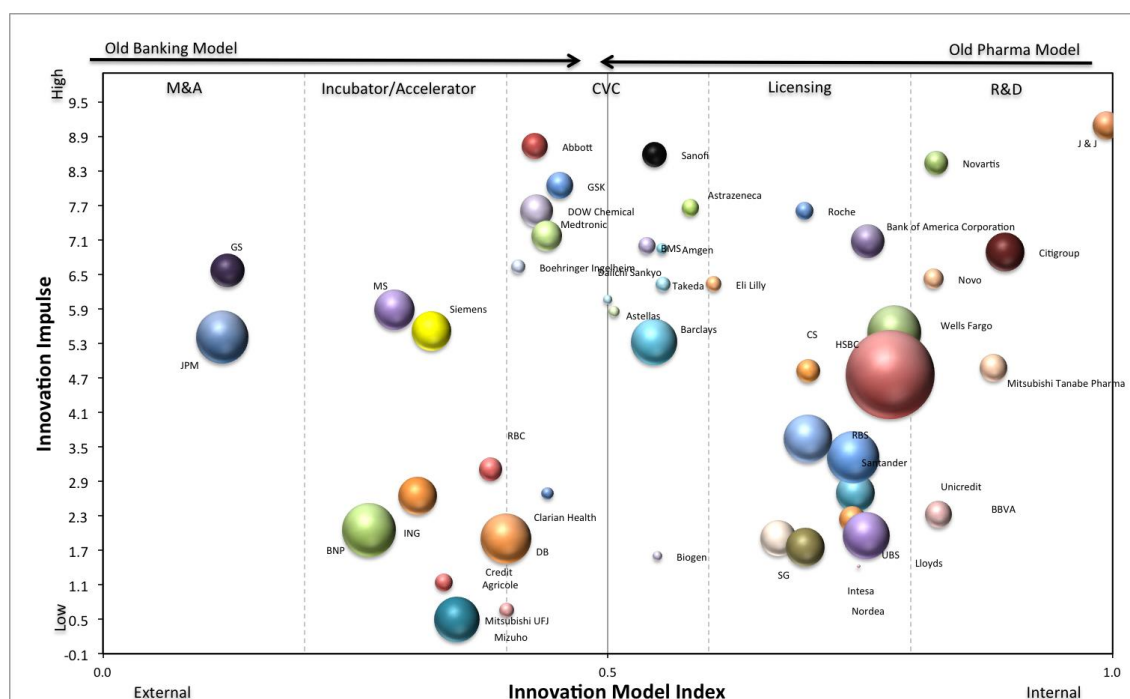 Old Banking Model
Old Pharma Model
High
M&A
Incubator/Accelerator
CVC
Licensing
R&D
9.5
8.9
J & J
Abbott
Sanofi
Novartis
8.3
GSK
Astrazeneca
7.7
DOW Chemical
Roche
Medtronic
Bank of America Corporation
7.1
GS
BMS
Amgen
Citigroup
Boehringer Ingelheim
Daiichi Sankyo
6.5
Novo
MS
Takeda
Eli Lilly
5.9
Siemens
Astellas
Barclays
Wells Fargo
5.3
CS
HSBC
JPM
4.7
Mitsubishi Tanabe Pharma
4.1
RBC
RBS
3.5
Santander
2.9
Unicredit
Clarian Health
BBVA
2.3
ING
BNP
DB
1.7
Biogen
UBS
Lloyds
SG
Credit
Agricole
1.1
Intesa
Nordea
Low
0.5
Mitsubishi UFJ
Mizuho
-0.1
Innovation Impulse
0.0
0.5
1.0
External
Innovation Model Index
Internal